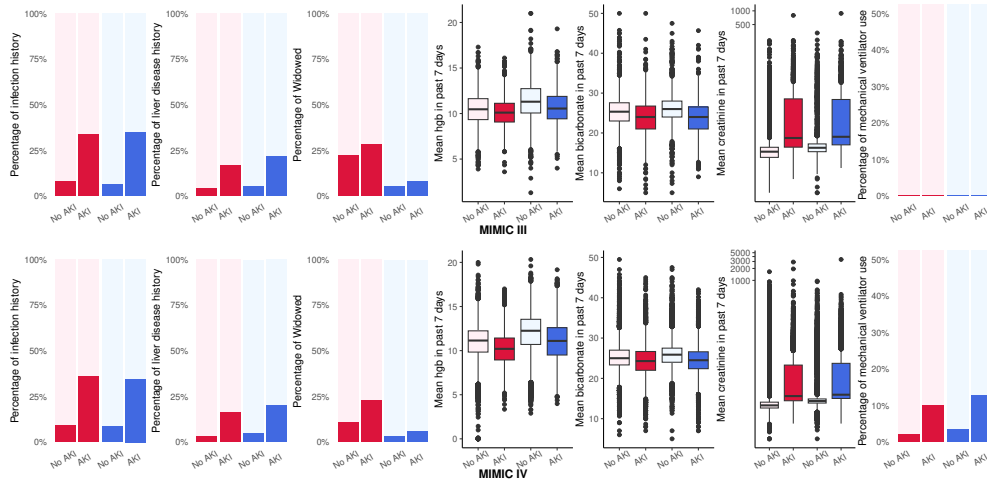 Percentage of infection history
100%
75%
50%
25%
0%
No AKI
AKI
No AKI
AKI
Percentage of liver disease history
100%
75%
50%
25%
0%
No AKI
AKI
No AKI
AKI
Percentage of Widowed
100%
75%
50%
25%
0%
No AKI
AKI
No AKI
AKI
Mean hgb in past 7 days
20
15
10
5
No AKI
AKI
No AKI
AKI
Mean bicarbonate in past 7 days
50
40
30
20
10
No AKI
AKI
No AKI
AKI
Mean creatinine in past 7 days
1000
500
No AKI
AKI
No AKI
AKI
Percentage of mechanical ventilator use
50%
40%
30%
20%
10%
0%
No AKI
AKI
No AKI
AKI
MIMIC III
Percentage of infection history
100%
75%
50%
25%
0%
No AKI
AKI
No AKI
AKI
Percentage of liver disease history
100%
75%
50%
25%
0%
No AKI
AKI
No AKI
AKI
Percentage of Widowed
100%
75%
50%
25%
0%
No AKI
AKI
No AKI
AKI
Mean hgb in past 7 days
20
15
10
5
0
No AKI
AKI
No AKI
AKI
Mean bicarbonate in past 7 days
50
40
30
20
10
No AKI
AKI
No AKI
AKI
Mean creatinine in past 7 days
5000
3000
2000
1000
No AKI
AKI
No AKI
AKI
Percentage of mechanical ventilator use
50%
40%
30%
20%
10%
0%
No AKI
AKI
No AKI
AKI
MIMIC IV